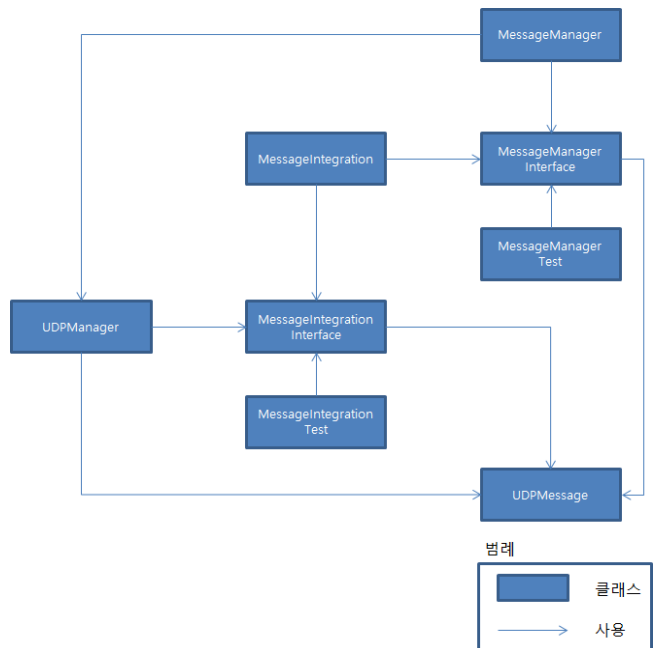 MessageManager
MessageIntegration
MessageManager
Interface
MessageManager
Test
UDPManager
MessageIntegration
Interface
MessageIntegration
Test
UDPMessage
범례
클래스
사용